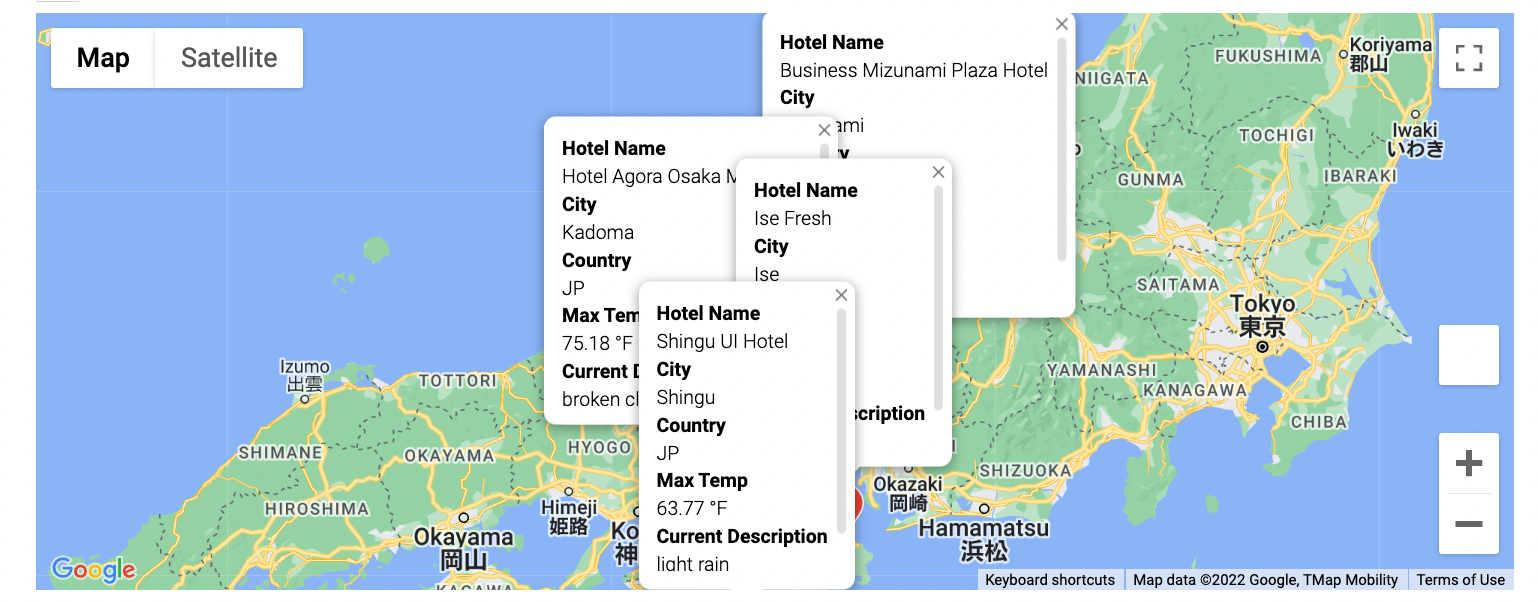 Map
Satellite
Hotel Name
Business Mizunami Plaza Hotel
City
Hotel Name
Hotel Agora Osaka
City
Kadoma
Country
JP
Max
75.18 °F
Current
broken
Hotel Name
Ise Fresh
City
Ise
Hotel Name
Shingu UI Hotel
City
Shingu
Country
JP
Max Temp
63.77 °F
Current Description
light rain
NIIGATA
FUKUSHIMA
Koriyama
郡山
TOCHIGI
Iwaki
いわき
GUNMA
IBARAKI
SAITAMA
Tokyo
東京
YAMANASHI
KANAGAWA
CHIBA
SHIZUOKA
Okazaki
岡崎
Hamamatsu
浜松
Izumo
出雲
TOTTORI
SHIMANE
OKAYAMA
HYOGO
HIROSHIMA
Himeji
姫路
Okayama
岡山
KAGAWA
Google
Keyboard shortcuts
Map data ©2022 Google, TMap Mobility
Terms of Use